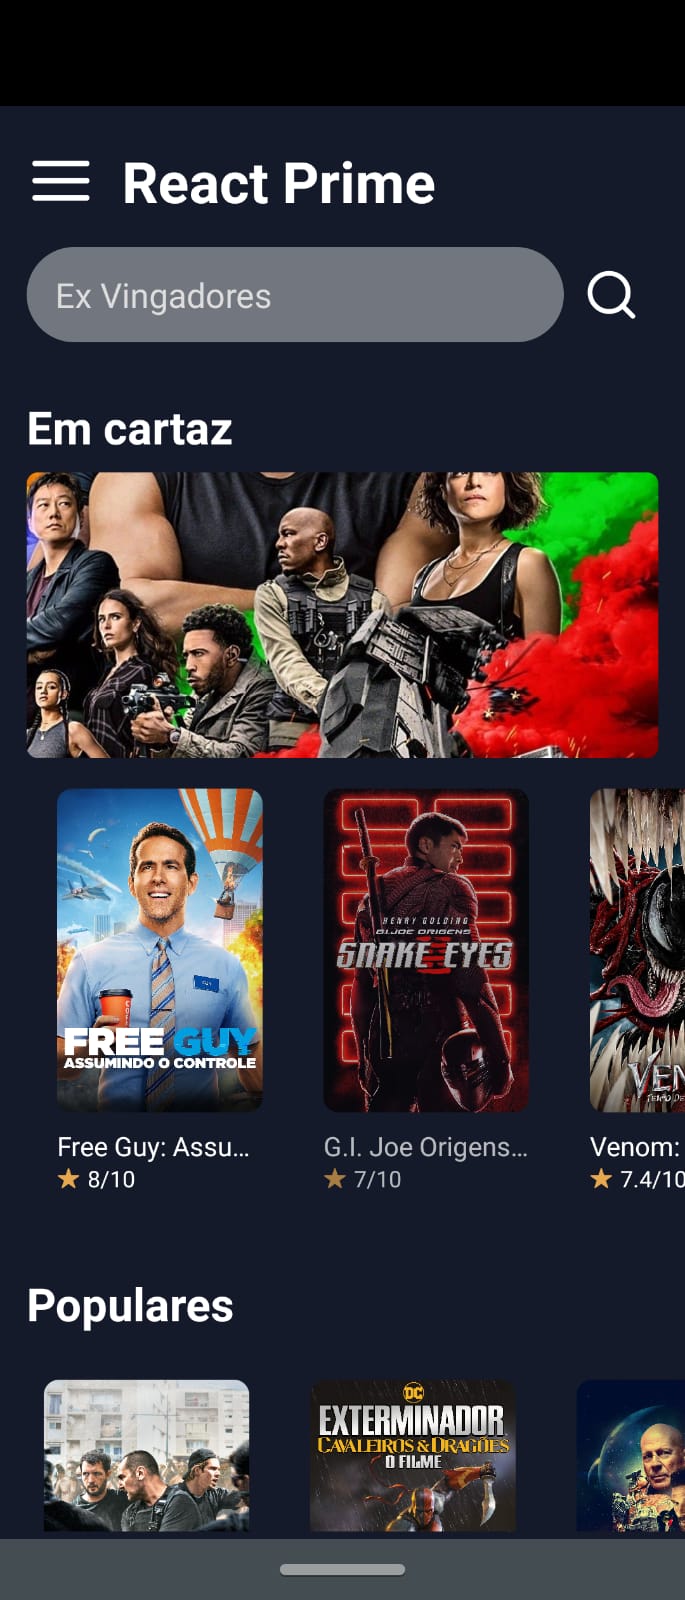 React Prime
Ex Vingadores
Em cartaz
FREE GUY
ASSUMINDO O CONTROLE
HENRY GOLDING
G.I.JOE ORIGENS
SNAKE EYES
VEN
Free Guy: Assu...
8/10
G.I. Joe Origens...
7/10
Venom:
7.4/10
Populares
DC
EXTERMINADOR
CAVALEIROS & DRAGÕES
O FILME